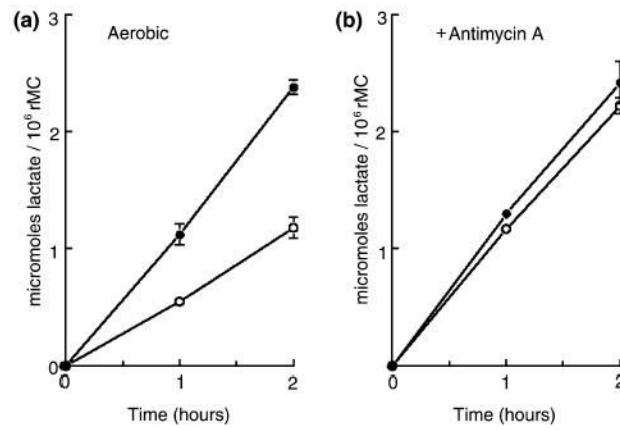 (a) Aerobic
3
2
1
0
0 1 2
Time (hours)
micromoles lactate / 10⁶ rMC
(b) +Antimycin A
3
2
1
0
0 1 2
Time (hours)
micromoles lactate / 10⁶ rMC